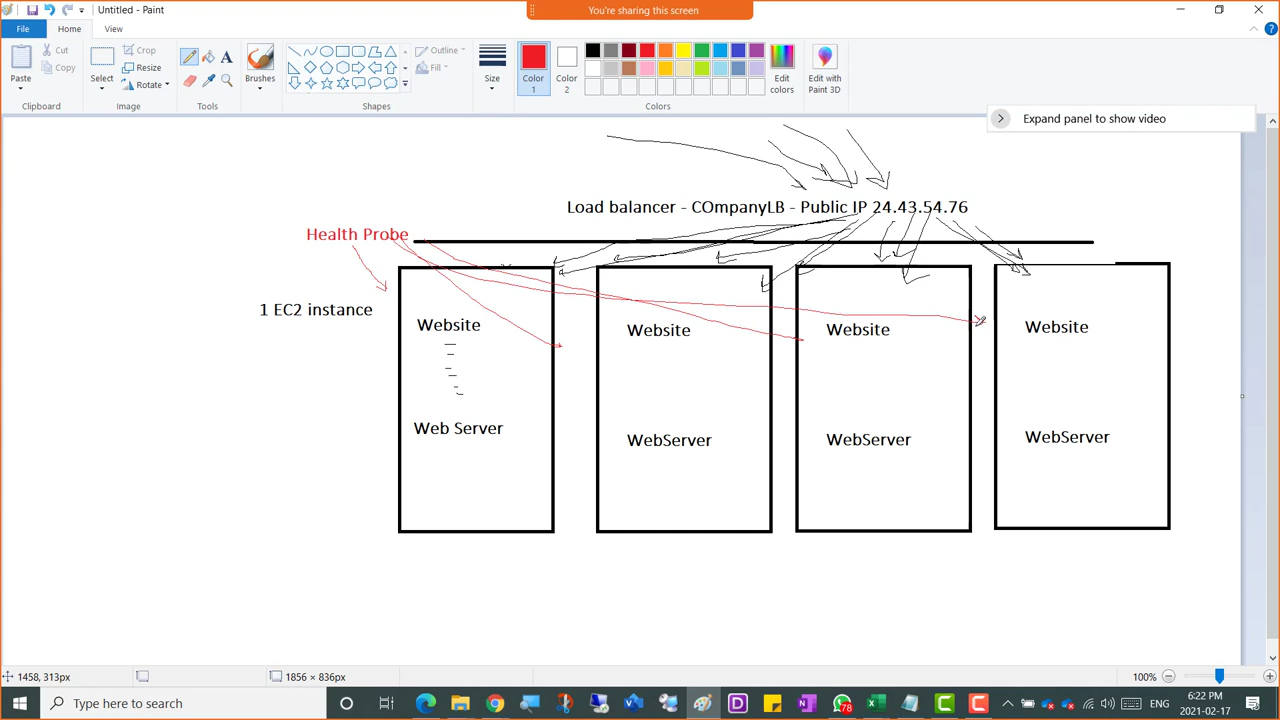 Untitled - Paint
You're sharing this screen
File
Home
View
Paste
Cut
Copy
Clipboard
Select
Crop
Resize
Rotate
Image
A
Tools
Brushes
Shapes
Outline
Fill
Size
Color
1
Color
2
Colors
Edit
colors
Edit with
Paint 3D
Expand panel to show video
Load balancer - COmpanyLB - Public IP 24.43.54.76
Health Probe
1 EC2 instance
Website
Website
Website
Website
Web Server
WebServer
WebServer
WebServer
1458, 313px
1856 × 836px
100%
Type here to search
78
ENG
6:22 PM
2021-02-17